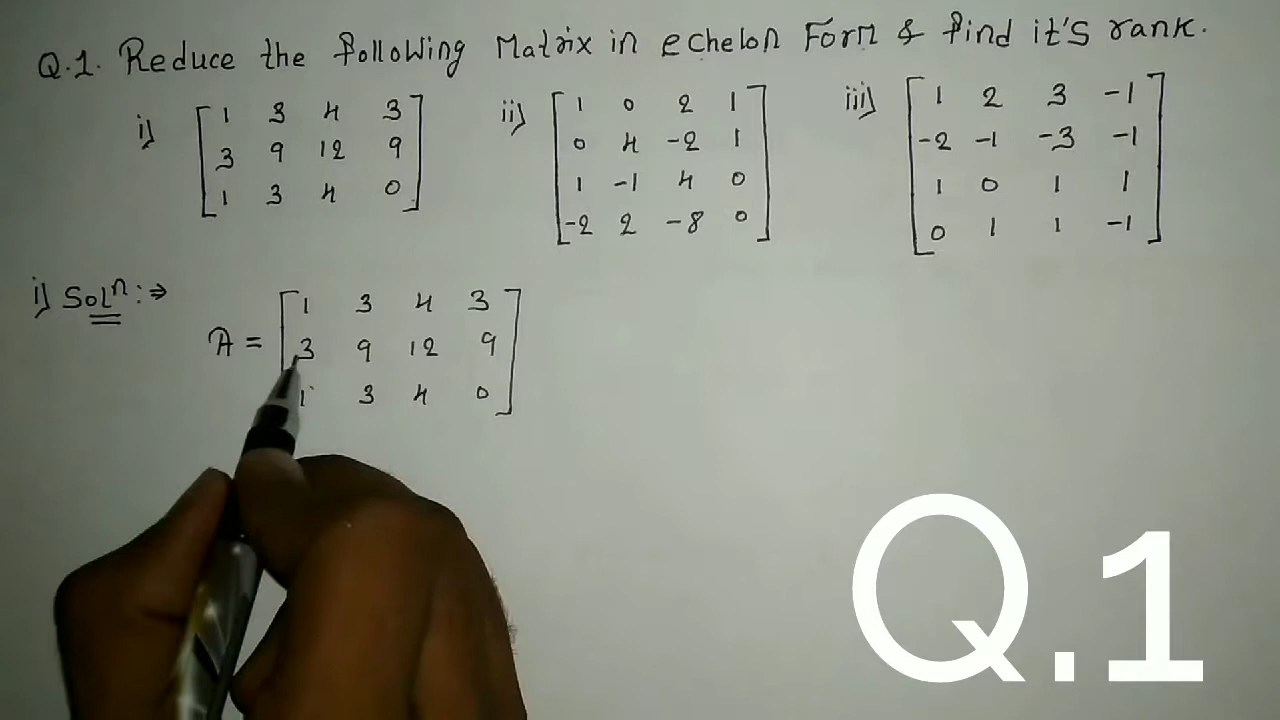 Q.1. Reduce the following Matrix in echelon Form & find it's rank.
i) [1 3 4 3
3 9 12 9
1 3 4 0]
ii) [1 0 2 1
0 4 -2 1
1 -1 4 0
-2 2 -8 0]
iii) [1 2 3 -1
-2 -1 -3 -1
1 0 1 1
0 1 1 -1]
i) Solⁿ :⇒
A = [1 3 4 3
3 9 12 9
1 3 4 0]
Q.1